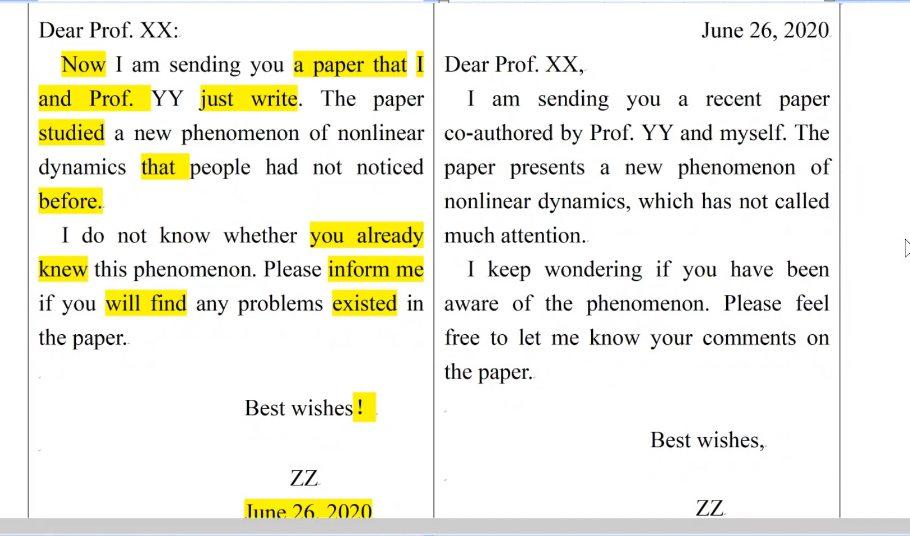 Dear Prof. XX:
Now I am sending you a paper that I
and Prof. YY just write. The paper
studied a new phenomenon of nonlinear
dynamics that people had not noticed
before.
I do not know whether you already
knew this phenomenon. Please inform me
if you will find any problems existed in
the paper.
Best wishes!
ZZ
June 26, 2020
June 26, 2020
Dear Prof. XX,
I am sending you a recent paper
co-authored by Prof. YY and myself. The
paper presents a new phenomenon of
nonlinear dynamics, which has not called
much attention.
I keep wondering if you have been
aware of the phenomenon. Please feel
free to let me know your comments on
the paper.
Best wishes,
ZZ